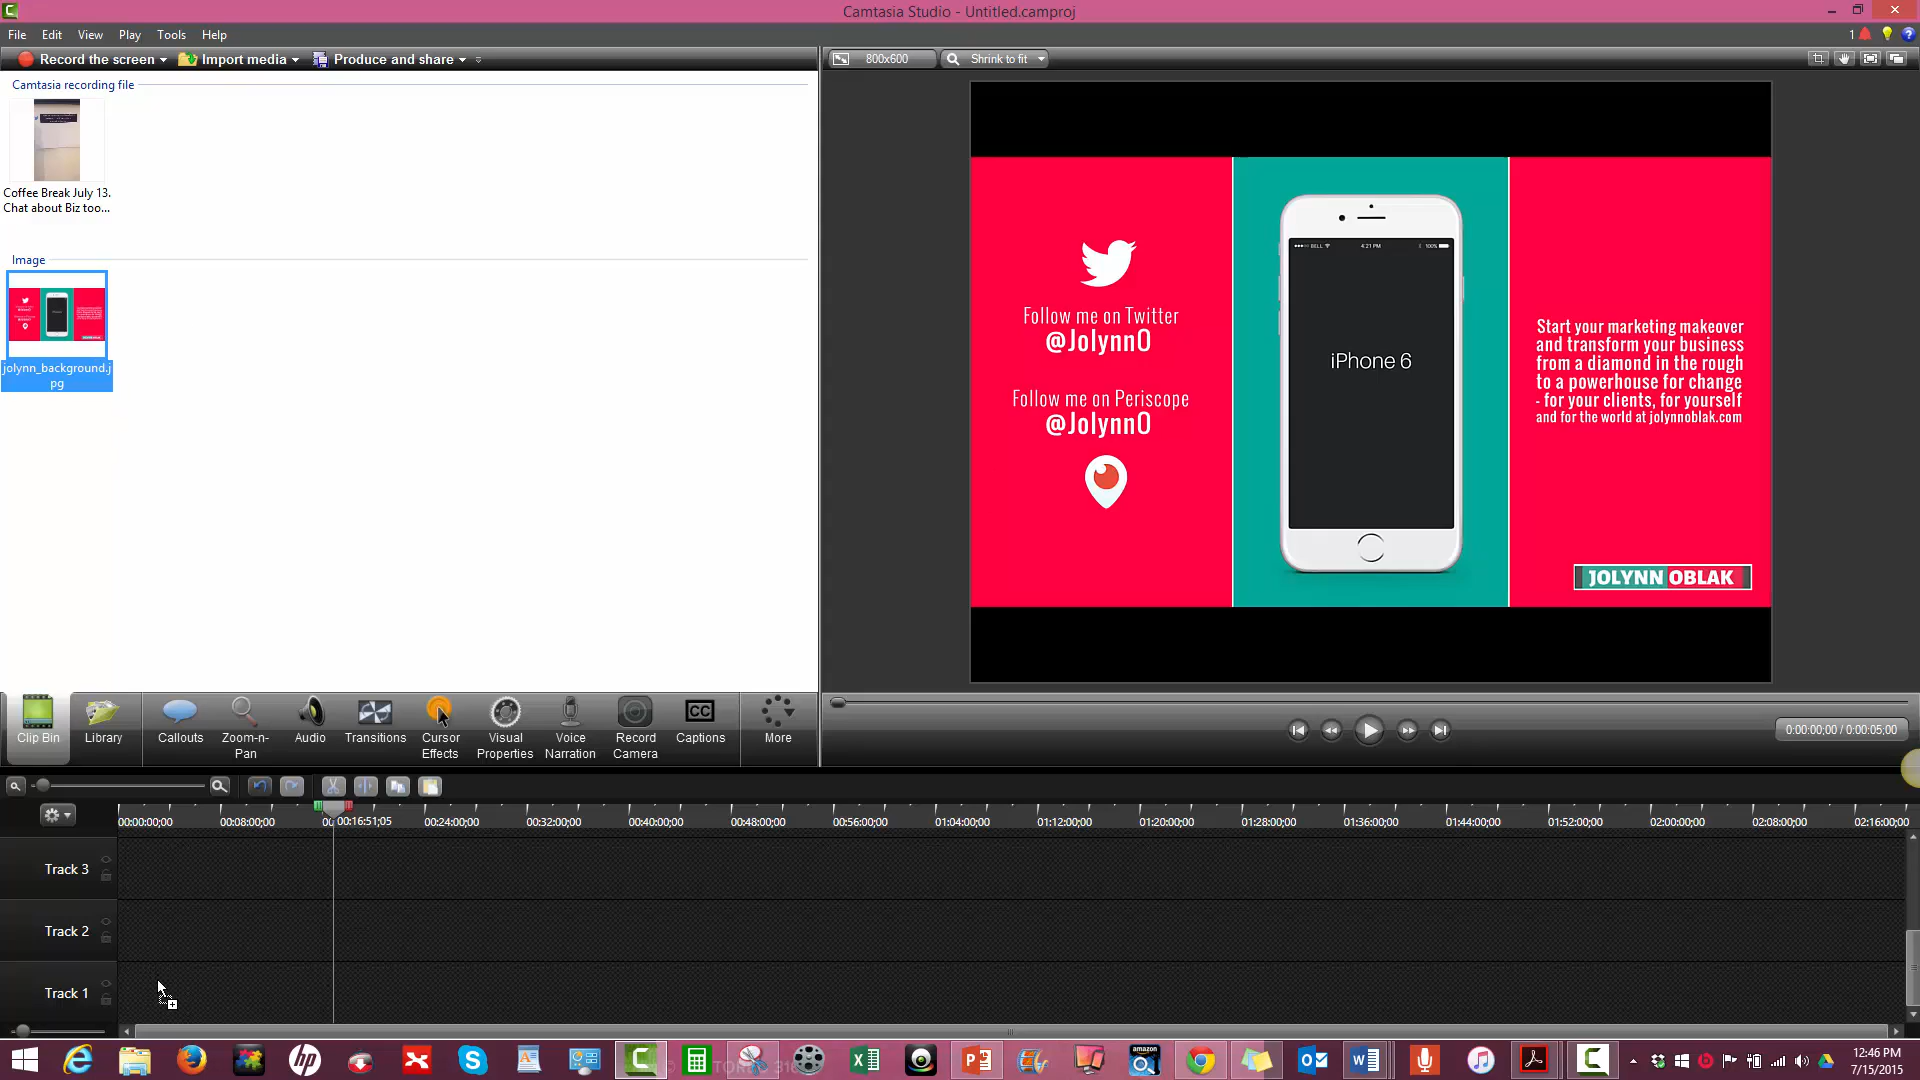 Camtasia Studio - Untitled.camproj
File Edit View Play Tools Help
1
Record the screen Import media Produce and share
800x600 Shrink to fit
Camtasia recording file
Coffee Break July 13.
Chat about Biz too...
Image
jolynn_background.j
pg
Follow me on Twitter
@JolynnO
Follow me on Periscope
@JolynnO
BELL 4:21 PM 100%
iPhone 6
Start your marketing makeover
and transform your business
from a diamond in the rough
to a powerhouse for change
- for your clients, for yourself
and for the world at jolynnoblak.com
JOLYNN OBLAK
Clip Bin Library Callouts Zoom-n-Pan Audio Transitions Cursor Effects Visual Properties Voice Narration Record Camera Captions More
CC
0:00:00;00 / 0:00:05;00
00:00:00;00 00:08:00;00 00:16:51;05 00:24:00;00 00:32:00;00 00:40:00;00 00:48:00;00 00:56:00;00 01:04:00;00 01:12:00;00 01:20:00;00 01:28:00;00 01:36:00;00 01:44:00;00 01:52:00;00 02:00:00;00 02:08:00;00 02:16:00;00
Track 3
Track 2
Track 1
hp
amazon
12:46 PM
7/15/2015